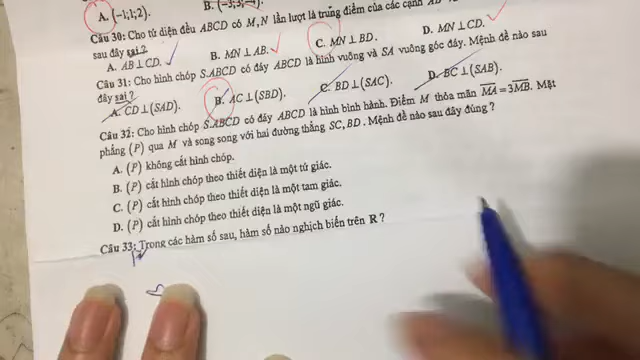 A. (−1;1;2). B. (−3;3;−4).
Câu 30: Cho tứ diện đều ABCD có M, N lần lượt là trung điểm của các cạnh
sau đây sai ?
A. AB ⊥ CD. B. MN ⊥ AB. C. MN ⊥ BD. D. MN ⊥ CD.
Câu 31: Cho hình chóp S.ABCD có đáy ABCD là hình vuông và SA vuông góc đáy. Mệnh đề nào sau
đây sai ?
A. CD ⊥ (SAD). B. AC ⊥ (SBD). C. BD ⊥ (SAC). D. BC ⊥ (SAB).
Câu 32: Cho hình chóp S.ABCD có đáy ABCD là hình bình hành. Điểm M thỏa mãn MA = 3MB. Mặt
phẳng (P) qua M và song song với hai đường thẳng SC, BD. Mệnh đề nào sau đây đúng ?
A. (P) không cắt hình chóp.
B. (P) cắt hình chóp theo thiết diện là một tứ giác.
C. (P) cắt hình chóp theo thiết diện là một tam giác.
D. (P) cắt hình chóp theo thiết diện là một ngũ giác.
Câu 33: Trong các hàm số sau, hàm số nào nghịch biến trên R ?